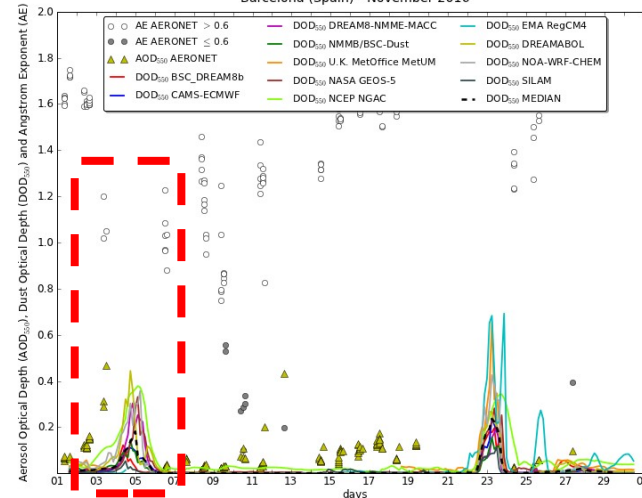 Barcelona (Spain) - November 2016
AE AERONET > 0.6
AE AERONET ≤ 0.6
AOD₅₅₀ AERONET
DOD₅₅₀ BSC_DREAM8b
DOD₅₅₀ CAMS-ECMWF
DOD₅₅₀ DREAM8-NMME-MACC
DOD₅₅₀ NMMB/BSC-Dust
DOD₅₅₀ U.K. MetOffice MetUM
DOD₅₅₀ NASA GEOS-5
DOD₅₅₀ NCEP NGAC
DOD₅₅₀ EMA RegCM4
DOD₅₅₀ DREAMABOL
DOD₅₅₀ NOA-WRF-CHEM
DOD₅₅₀ SILAM
DOD₅₅₀ MEDIAN
Aerosol Optical Depth (AOD₅₅₀), Dust Optical Depth (DOD₅₅₀) and Angstrom Exponent (AE)
2.0
1.8
1.6
1.4
1.2
1.0
0.8
0.6
0.4
0.2
01 03 05 07 09 11 13 15 17 19 21 23 25 27 29
days